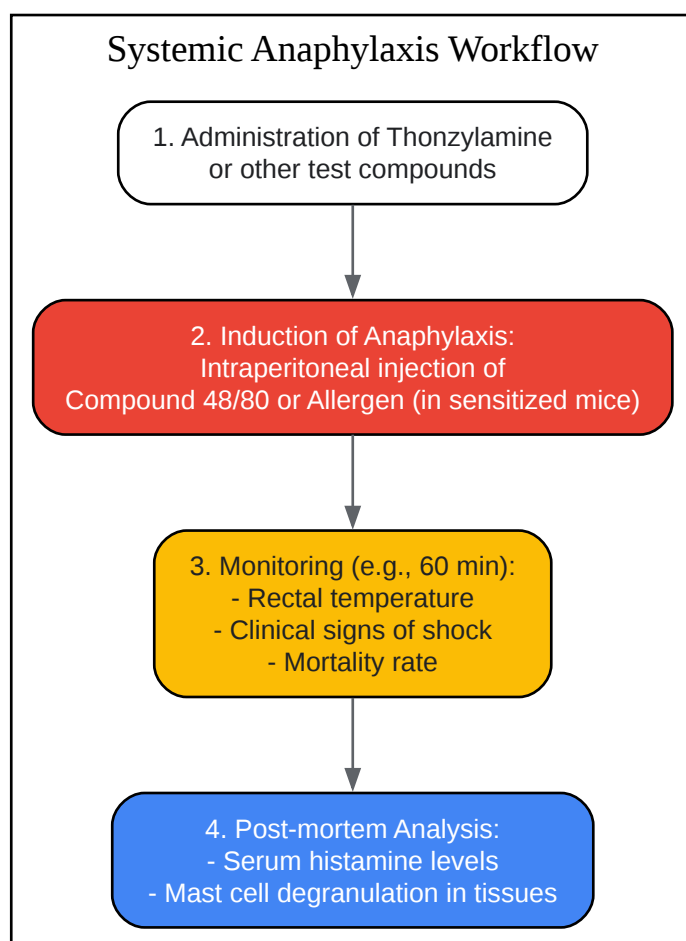 Systemic Anaphylaxis Workflow
1. Administration of Thonzylamine
or other test compounds
2. Induction of Anaphylaxis:
Intraperitoneal injection of
Compound 48/80 or Allergen (in sensitized mice)
3. Monitoring (e.g., 60 min):
- Rectal temperature
- Clinical signs of shock
- Mortality rate
4. Post-mortem Analysis:
- Serum histamine levels
- Mast cell degranulation in tissues